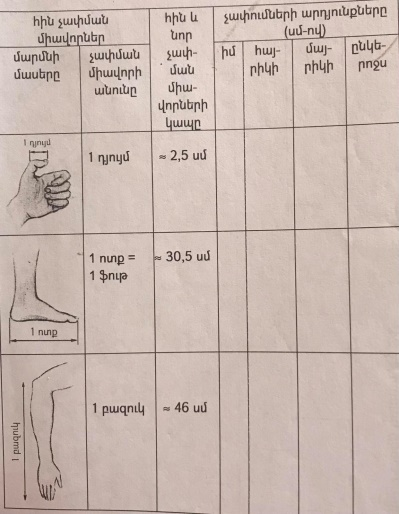 հին չափման
միավորներ
մարմնի
մասերը
չափման
միավորի
անունը
հին և
նոր
չափ-
ման
միա-
վորների
կապը
չափումների արդյունքները
(սմ-ով)
իմ
հայ-
րիկի
մայ-
րիկի
ընկե-
րոջս
1 դյույմ
1 դյույմ
≈ 2,5 սմ
1 ոտք
1 ոտք =
1 ֆութ
≈ 30,5 սմ
1 բազուկ
1 բազուկ
≈ 46 սմ